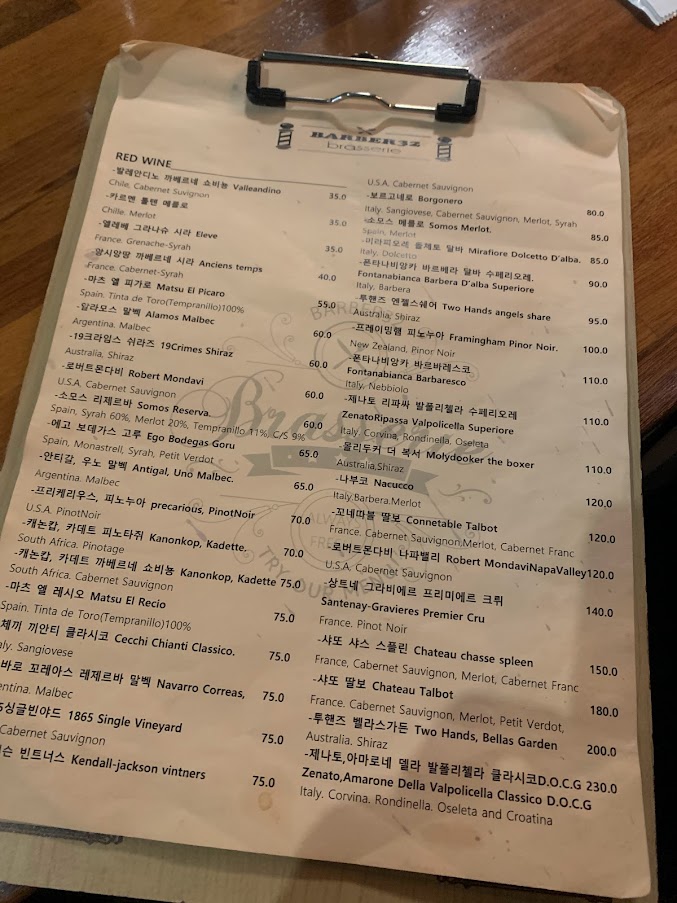 BARBER32
brasserie
RED WINE
-발레안디노 까베르네 쇼비뇽 Valleandino 35.0
Chile, Cabernet Suvignon
-카르멘 톨텐 메를로 35.0
Chille. Merlot
-엘레베 그라나슈 시라 Eleve 35.0
France. Grenache-Syrah
앙시앙땅 까베르네 시라 Anciens temps 40.0
-France. Cabernet-Syrah
-마츠 엘 피가로 Matsu El Picaro 55.0
Spain. Tinta de Toro(Tempranillo)100%
-알라모스 말벡 Alamos Malbec 60.0
Argentina. Malbec
-19크라임스 쉬라즈 19Crimes Shiraz 60.0
Australia, Shiraz
-로버트몬다비 Robert Mondavi 60.0
U.S.A. Cabernet Sauvignon
-소모스 리제르바 Somos Reserva.
Spain, Syrah 60%, Merlot 20%, Tempranillo 11%, C/S 9%
-에고 보데가스 고루 Ego Bodegas Goru 65.0
Spain, Monastrell, Syrah, Petit Verdot
-안티갈, 우노 말벡 Antigal, Uno Malbec. 65.0
Argentina. Malbec
-프리케리우스, 피노누아 precarious, PinotNoir 70.0
U.S.A. PinotNoir
-캐논캅, 카데트 피노타쥐 Kanonkop, Kadette. 70.0
South Africa. Pinotage
-캐논캅, 카데트 까베르네 쇼비뇽 Kanonkop, Kadette 75.0
South Africa. Cabernet Sauvignon
-마츠 엘 레시오 Matsu El Recio 75.0
Spain. Tinta de Toro(Tempranillo)100%
체끼 끼안티 클라시코 Cecchi Chianti Classico. 75.0
aly. Sangiovese
바로 꼬레아스 레제르바 말벡 Navarro Correas, 75.0
entina. Malbec
5싱글빈야드 1865 Single Vineyard 75.0
Cabernet Sauvignon
슨 빈트너스 Kendall-jackson vintners 75.0
U.S.A. Cabernet Sauvignon
-보르고네로 Borgonero 80.0
Italy. Sangiovese, Cabernet Sauvignon, Merlot, Syrah
-소모스 메를로 Somos Merlot. 85.0
Spain, Merlot
-미라피오레 돌체토 달바 Mirafiore Dolcetto D'alba. 85.0
Italy. Dolcetto
-폰타나비앙카 바르베라 달바 수페리오레. 90.0
Fontanabianca Barbera D'alba Superiore
Italy, Barbera
-투핸즈 엔젤스쉐어 Two Hands angels share 95.0
Australia, Shiraz
-프레이밍햄 피노누아 Framingham Pinor Noir. 100.0
New Zealand, Pinor Noir
-폰타나비앙카 바르바레스코 110.0
Fontanabianca Barbaresco
Italy, Nebbiolo
-제나토 리파싸 발폴리첼라 수페리오레
ZenatoRipassa Valpolicella Superiore 110.0
Italy. Corvina, Rondinella, Oseleta
-몰리두커 더 복서 Molydooker the boxer 110.0
Australia,Shiraz
-나부코 Nacucco 120,0
Italy.Barbera.Merlot
-꼬네따블 딸보 Connetable Talbot 120.0
France. Cabernet Sauvignon,Merlot, Cabernet Franc
-로버트몬다비 나파밸리 Robert MondaviNapaValley120.0
U.S.A. Cabernet Sauvignon
-상트네 그라비에르 프리미에르 크뤼 140.0
Santenay-Gravieres Premier Cru
France. Pinot Noir
-샤또 샤스 스플린 Chateau chasse spleen 150.0
France, Cabernet Sauvignon, Merlot, Cabernet Franc
-샤또 딸보 Chateau Talbot 180.0
France. Cabernet Sauvignon, Merlot, Petit Verdot,
-투핸즈 벨라스가든 Two Hands, Bellas Garden 200.0
Australia. Shiraz
-제나토,아마로네 델라 발폴리첼라 클라시코D.O.C.G 230.0
Zenato,Amarone Della Valpolicella Classico D.O.C.G
Italy. Corvina. Rondinella. Oseleta and Croatina
TRY OUR MENU